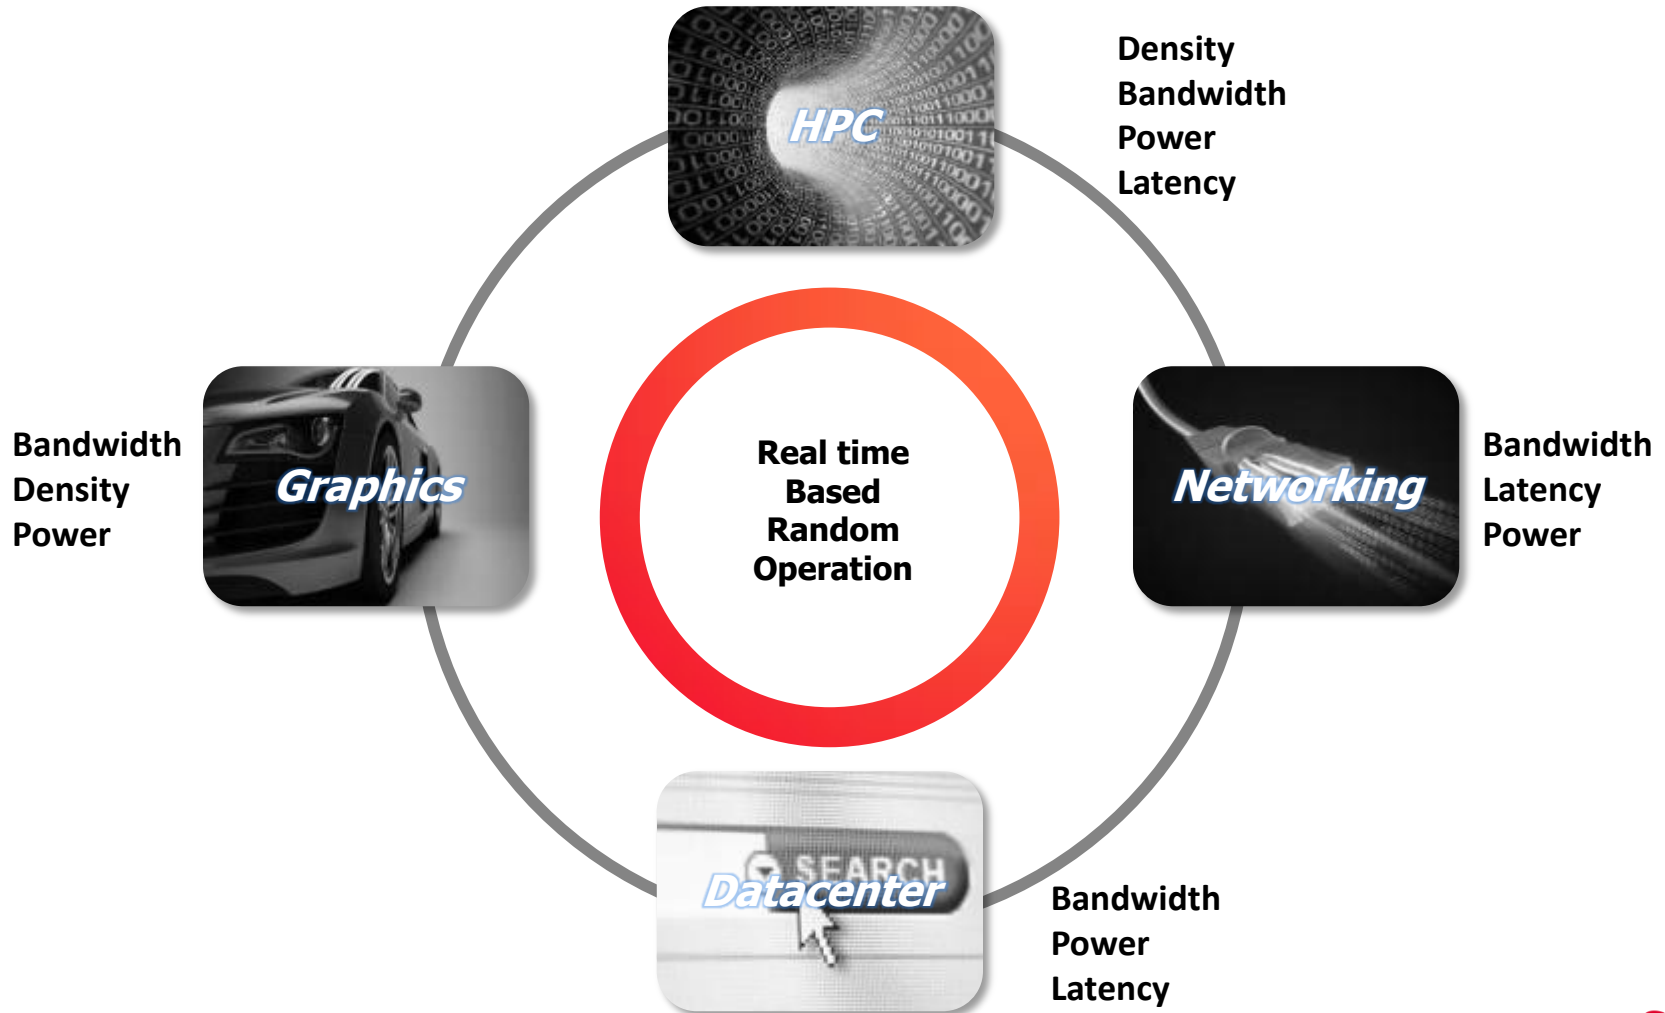 HPC
Density
Bandwidth
Power
Latency
Bandwidth
Density
Power
Graphics
Real time
Based
Random
Operation
Networking
Bandwidth
Latency
Power
SEARCH
Datacenter
Bandwidth
Power
Latency